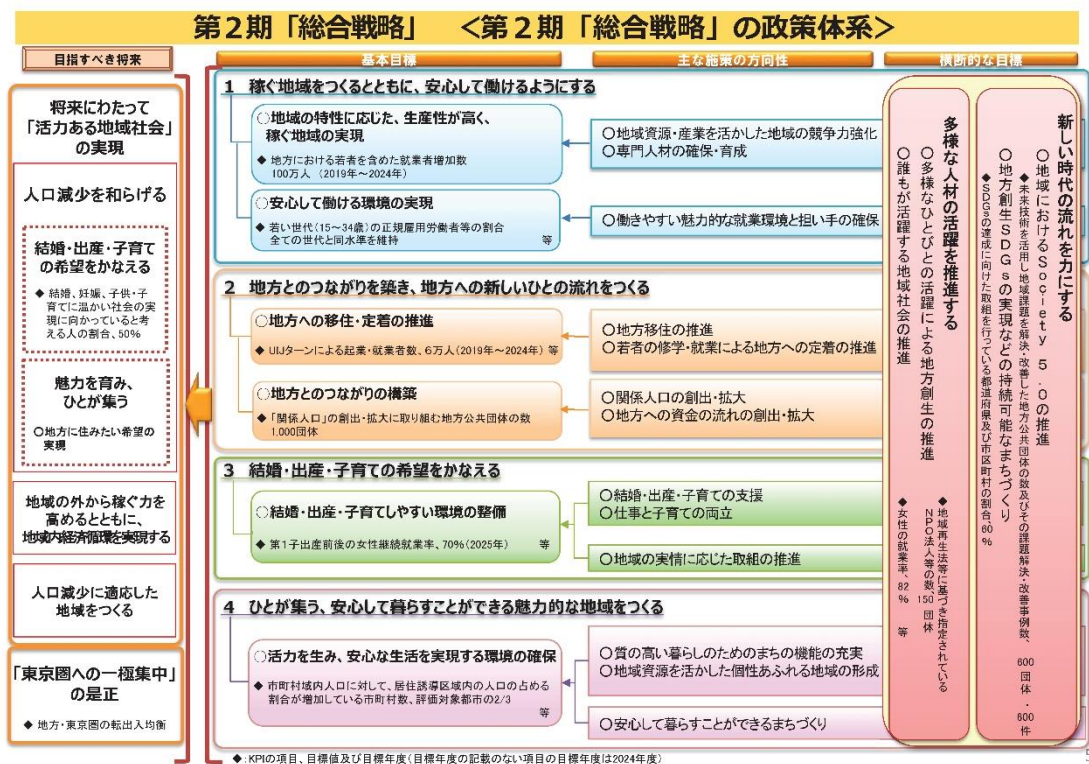 第2期「総合戦略」　＜第2期「総合戦略」の政策体系＞
目指すべき将来
将来にわたって
「活力ある地域社会」
の実現
人口減少を和らげる
結婚・出産・子育て
の希望をかなえる
◆ 結婚、妊娠、子供・子
育てに温かい社会の実
現に向かっていると考
える人の割合、50%
魅力を育み、
ひとが集う
○地方に住みたい希望の
実現
地域の外から稼ぐ力を
高めるとともに、
地域内経済循環を実現する
人口減少に適応した
地域をつくる
「東京圏への一極集中」
の是正
◆ 地方・東京圏の転出入均衡
基本目標
主な施策の方向性
横断的な目標
1　稼ぐ地域をつくるとともに、安心して働けるようにする
○地域の特性に応じた、生産性が高く、
稼ぐ地域の実現
◆ 地方における若者を含めた就業者増加数
100万人（2019年～2024年）
○地域資源・産業を活かした地域の競争力強化
○専門人材の確保・育成
○安心して働ける環境の実現
◆ 若い世代（15～34歳）の正規雇用労働者等の割合
全ての世代と同水準を維持　等
○働きやすい魅力的な就業環境と担い手の確保
2　地方とのつながりを築き、地方への新しいひとの流れをつくる
○地方への移住・定着の推進
◆ UIJターンによる起業・就業者数、6万人（2019年～2024年）等
○地方移住の推進
○若者の修学・就業による地方への定着の推進
○地方とのつながりの構築
◆ 「関係人口」の創出・拡大に取り組む地方公共団体の数
1,000団体
○関係人口の創出・拡大
○地方への資金の流れの創出・拡大
3　結婚・出産・子育ての希望をかなえる
○結婚・出産・子育てしやすい環境の整備
◆ 第1子出産前後の女性継続就業率、70%（2025年）　等
○結婚・出産・子育ての支援
○仕事と子育ての両立
○地域の実情に応じた取組の推進
4　ひとが集う、安心して暮らすことができる魅力的な地域をつくる
○活力を生み、安心な生活を実現する環境の確保
◆ 市町村域内人口に対して、居住誘導区域内の人口の占める
割合が増加している市町村数、評価対象都市の2/3
等
○質の高い暮らしのためのまちの機能の充実
○地域資源を活かした個性あふれる地域の形成
○安心して暮らすことができるまちづくり
新しい時代の流れを力にする
○地域におけるSociety 5.0の推進
◆未来技術を活用し地域課題を解決・改善した地方公共団体の数及びその課題解決・改善事例数、600団体・600件
○地方創生SDGsの実現などの持続可能なまちづくり
◆SDGsの達成に向けた取組を行っている都道府県及び市区町村の割合、60%
多様な人材の活躍を推進する
○多様なひとびとの活躍による地方創生の推進
◆地域再生法等に基づき指定されている
NPO法人等の数、150団体
○誰もが活躍する地域社会の推進
◆女性の就業率、82%　等
◆：KPIの項目、目標値及び目標年度（目標年度の記載のない項目の目標年度は2024年度）